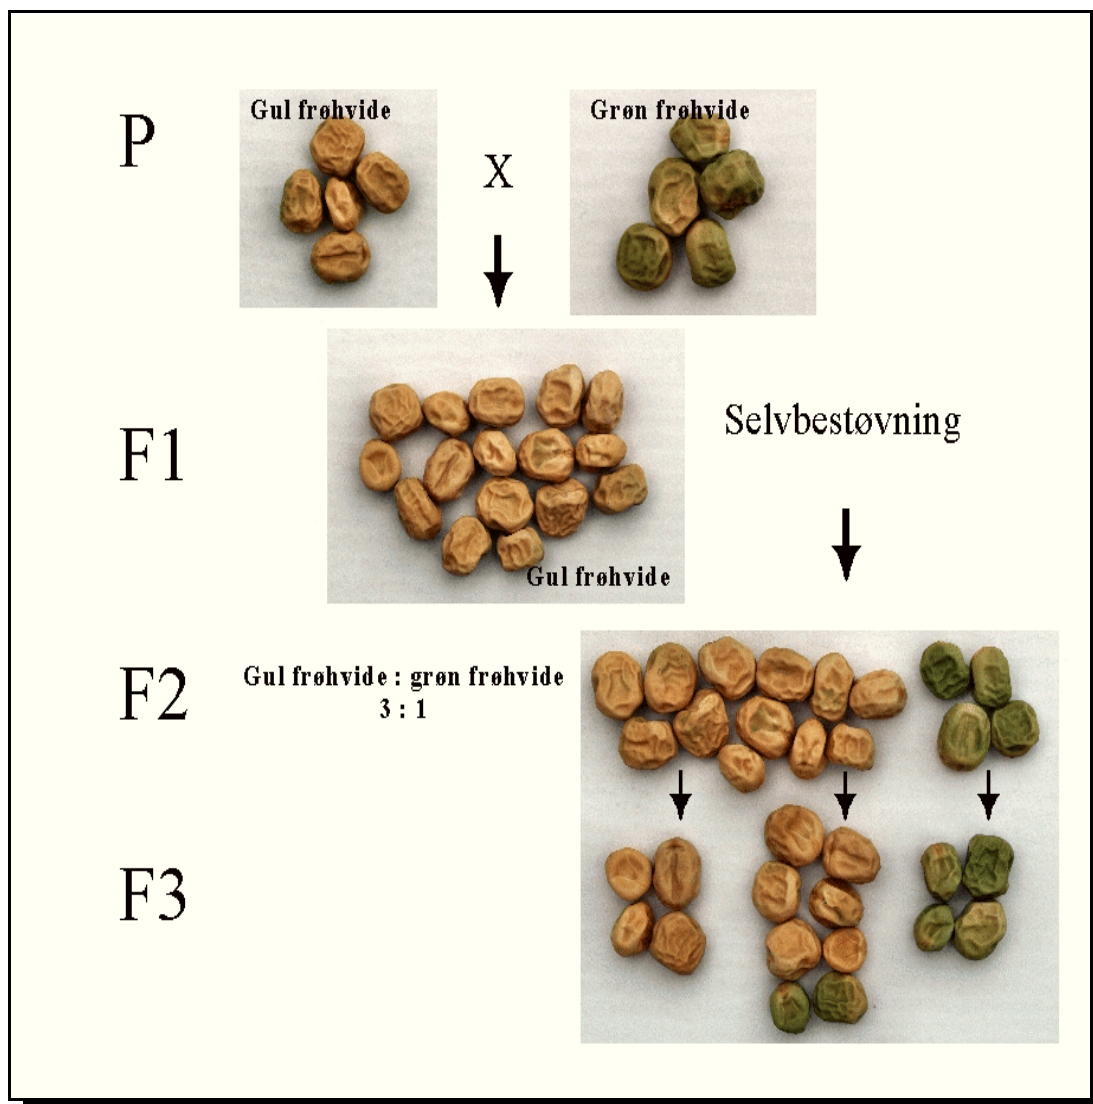 P
Gul frøhvide
X
Grøn frøhvide
F1
Selvbestøvning
Gul frøhvide
F2
Gul frøhvide : grøn frøhvide
3 : 1
F3